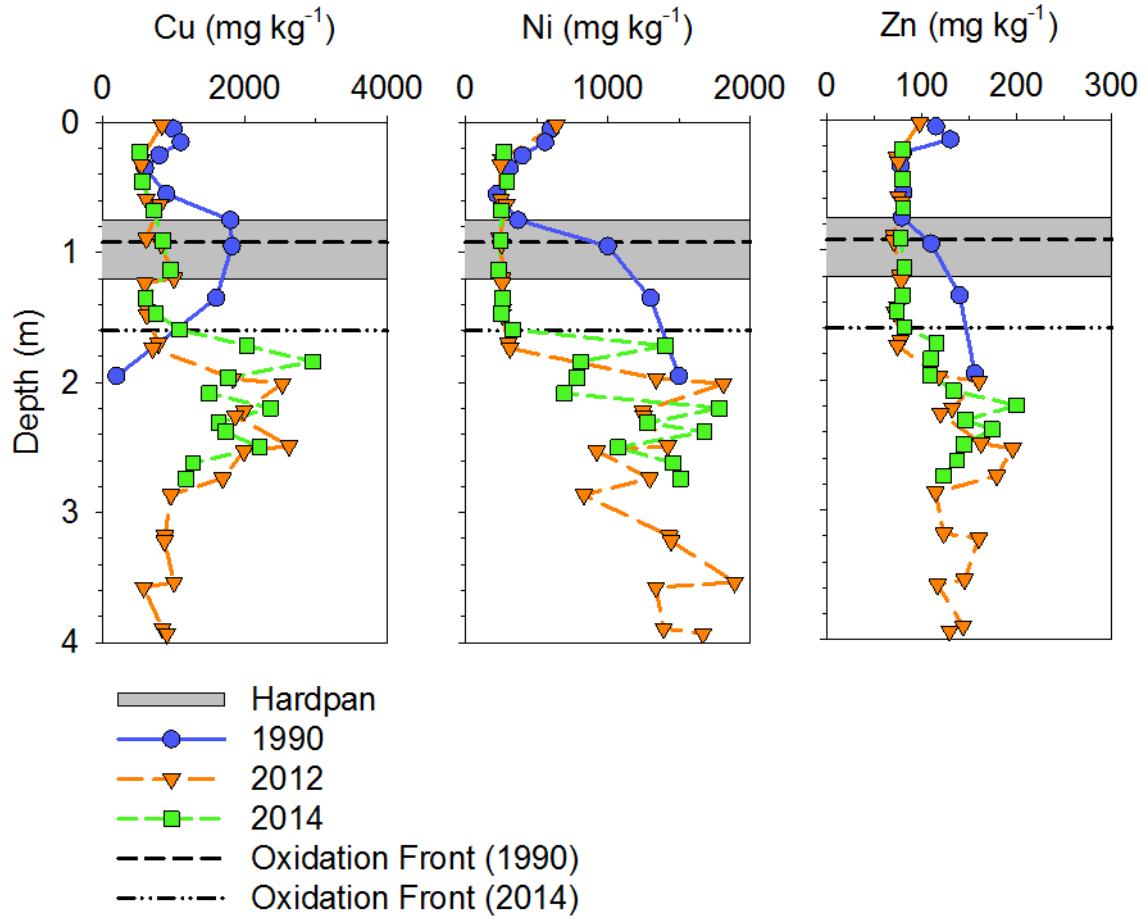 Cu (mg kg⁻¹) Ni (mg kg⁻¹) Zn (mg kg⁻¹)
0 2000 4000 0 1000 2000 0 100 200 300
0
1
2
3
4
Depth (m)
Hardpan
1990
2012
2014
Oxidation Front (1990)
Oxidation Front (2014)